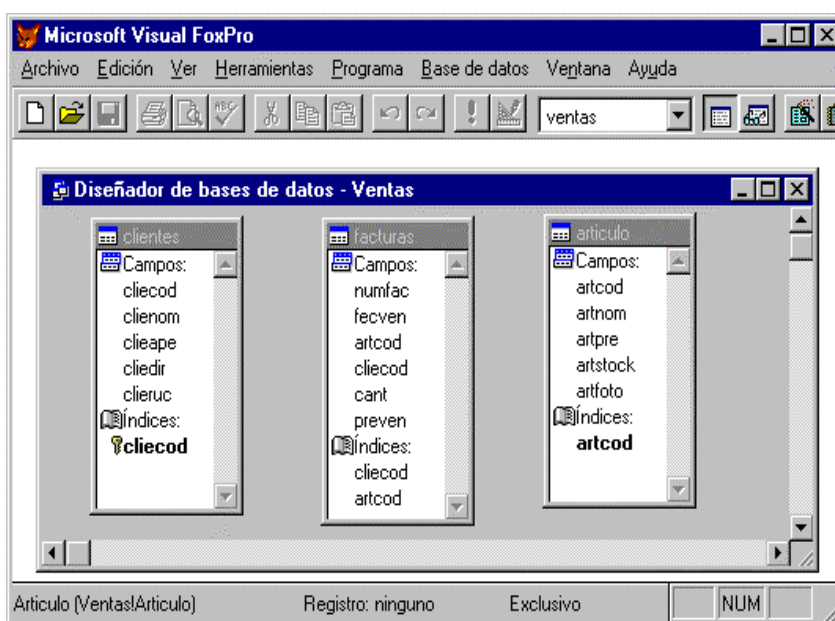 Microsoft Visual FoxPro
Archivo Edición Ver Herramientas Programa Base de datos Ventana Ayuda
ABC
ventas
Diseñador de bases de datos - Ventas
clientes
Campos:
cliecod
clienom
clieape
cliedir
clieruc
Índices:
cliecod
facturas
Campos:
numfac
fecven
artcod
cliecod
cant
preven
Índices:
cliecod
artcod
articulo
Campos:
artcod
artnom
artpre
artstock
artfoto
Índices:
artcod
Articulo (Ventas!Articulo) Registro: ninguno Exclusivo NUM